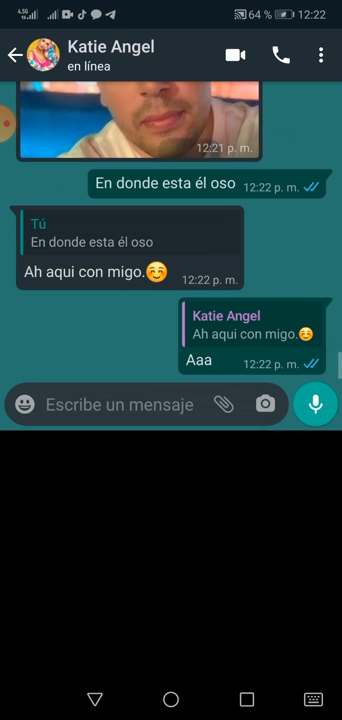 4.5G 64 % 12:22
Katie Angel
en línea
12:21 p. m.
En donde esta él oso 12:22 p. m.
Tú
En donde esta él oso
Ah aqui con migo.☺️ 12:22 p. m.
Katie Angel
Ah aqui con migo.☺️
Aaa 12:22 p. m.
Escribe un mensaje